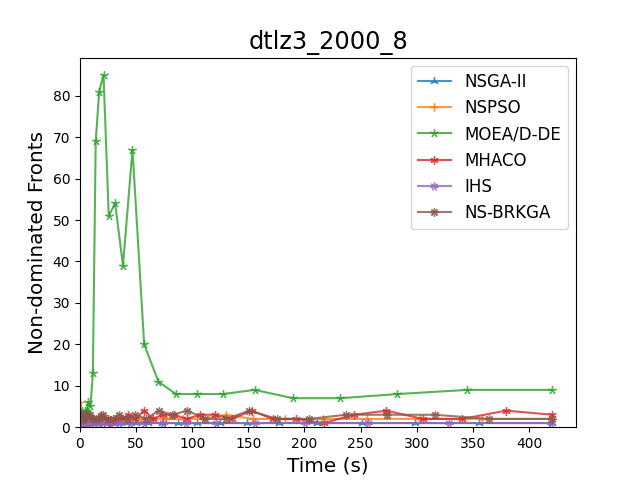 dtlz3_2000_8
Non-dominated Fronts
80
70
60
50
40
30
20
10
0
0 50 100 150 200 250 300 350 400
Time (s)
NSGA-II
NSPSO
MOEA/D-DE
MHACO
IHS
NS-BRKGA